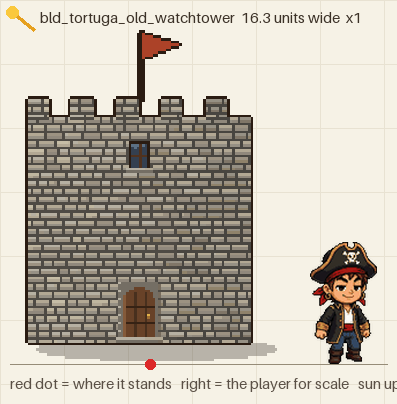 bld_tortuga_old_watchtower 16.3 units wide x1
red dot = where it stands right = the player for scale sun up